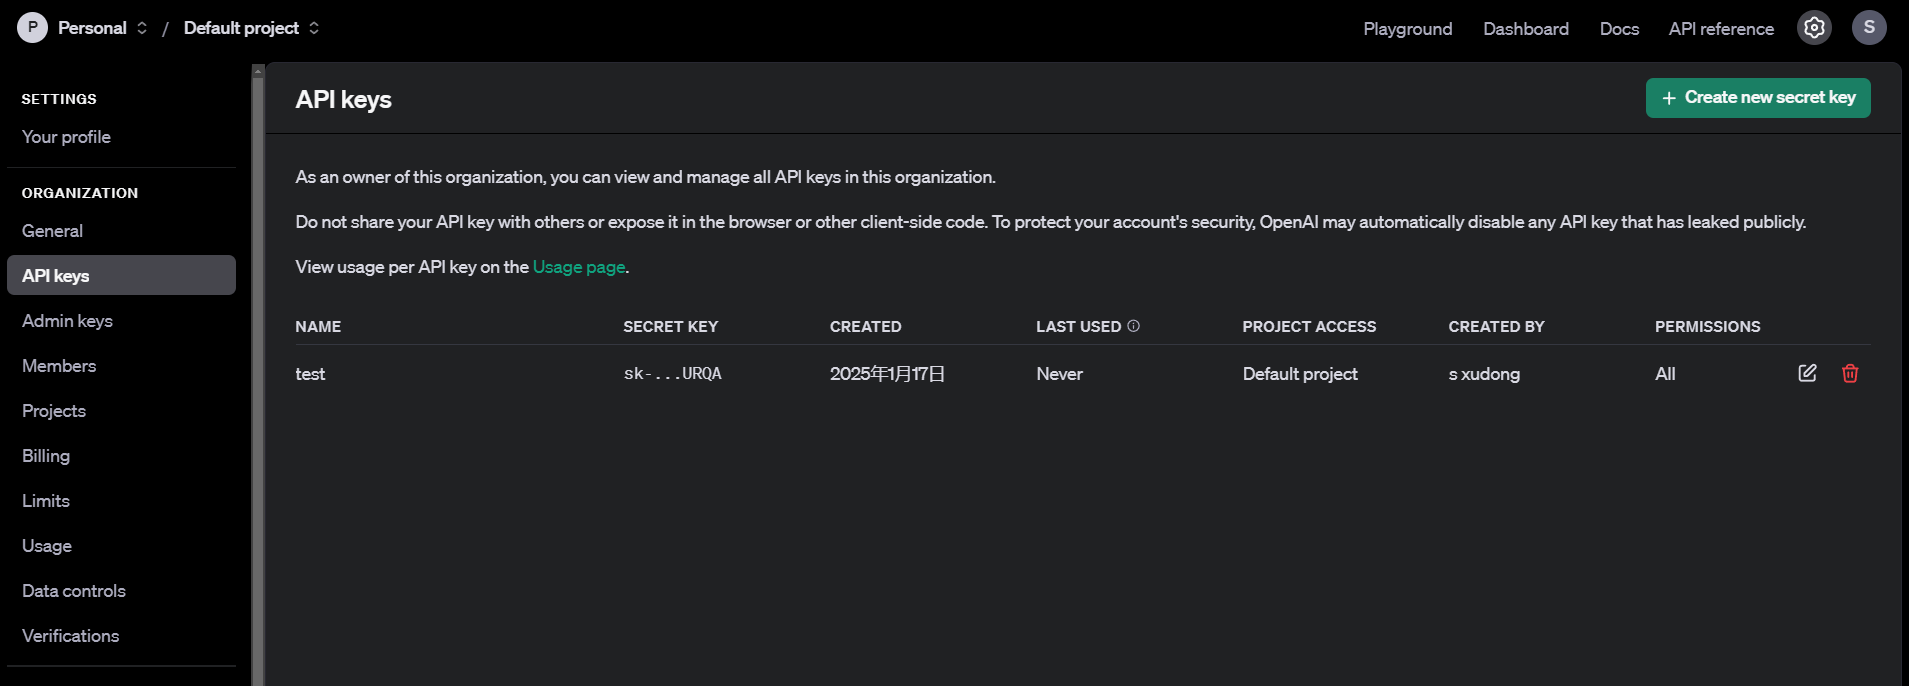 P Personal / Default project
Playground Dashboard Docs API reference S
SETTINGS
Your profile
ORGANIZATION
General
API keys
Admin keys
Members
Projects
Billing
Limits
Usage
Data controls
Verifications
API keys
+ Create new secret key
As an owner of this organization, you can view and manage all API keys in this organization.
Do not share your API key with others or expose it in the browser or other client-side code. To protect your account's security, OpenAI may automatically disable any API key that has leaked publicly.
View usage per API key on the Usage page.
NAME SECRET KEY CREATED LAST USED PROJECT ACCESS CREATED BY PERMISSIONS
test sk-...URQA 2025年1月17日 Never Default project s xudong All